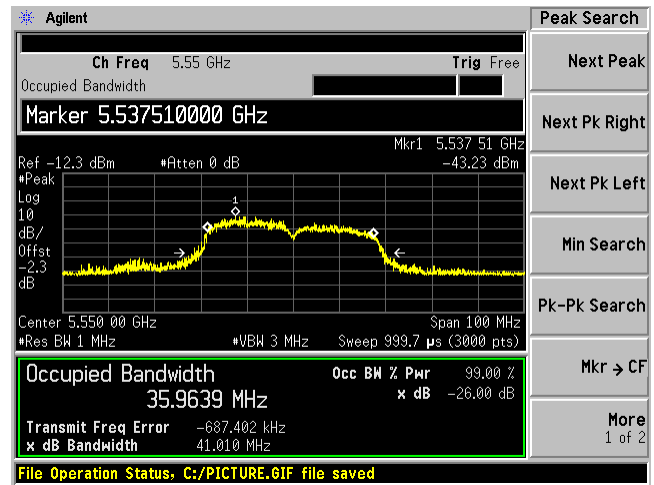 Agilent
Peak Search
Ch Freq 5.55 GHz Trig Free
Occupied Bandwidth
Marker 5.537510000 GHz
Mkr1 5.537 51 GHz
Ref -12.3 dBm #Atten 0 dB -43.23 dBm
#Peak
Log
10
dB/
Offst
-2.3
dB
1
Center 5.550 00 GHz Span 100 MHz
#Res BW 1 MHz #VBW 3 MHz Sweep 999.7 µs (3000 pts)
Occupied Bandwidth
35.9639 MHz
Occ BW % Pwr 99.00 %
x dB -26.00 dB
Transmit Freq Error -687.402 kHz
x dB Bandwidth 41.010 MHz
File Operation Status, C:/PICTURE.GIF file saved
Next Peak
Next Pk Right
Next Pk Left
Min Search
Pk-Pk Search
Mkr → CF
More
1 of 2